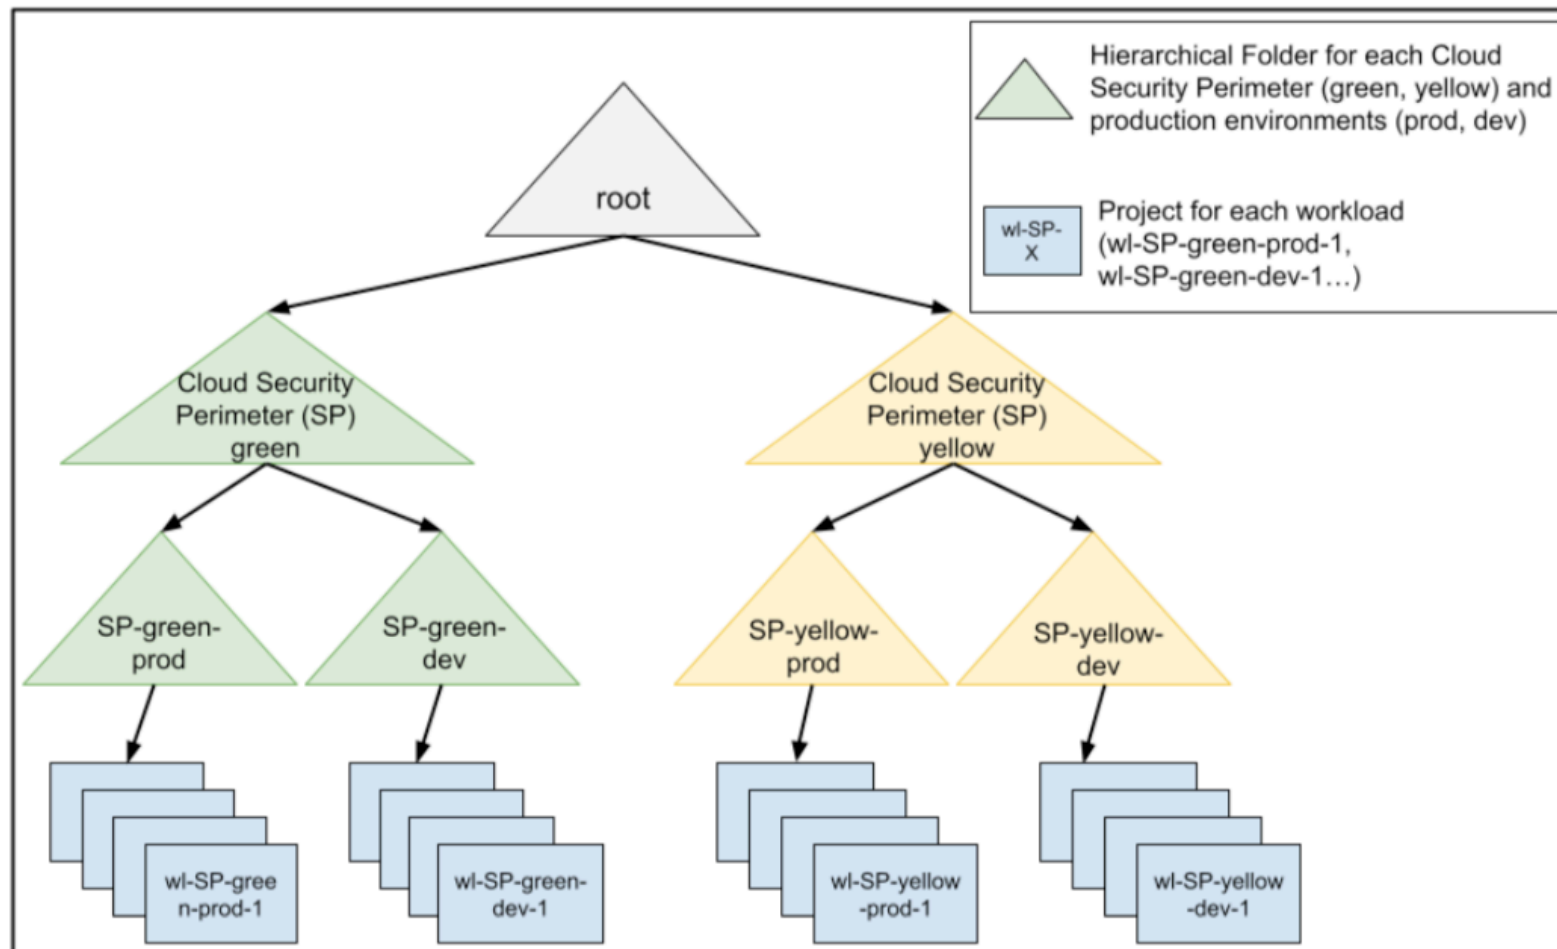 Hierarchical Folder for each Cloud
Security Perimeter (green, yellow) and
production environments (prod, dev)
root
wl-SP-
X
Project for each workload
(wl-SP-green-prod-1,
wl-SP-green-dev-1...)
Cloud Security
Perimeter (SP)
green
Cloud Security
Perimeter (SP)
yellow
SP-green-
prod
SP-green-
dev
SP-yellow-
prod
SP-yellow-
dev
wl-SP-gree
n-prod-1
wl-SP-green-
dev-1
wl-SP-yellow
-prod-1
wl-SP-yellow
-dev-1